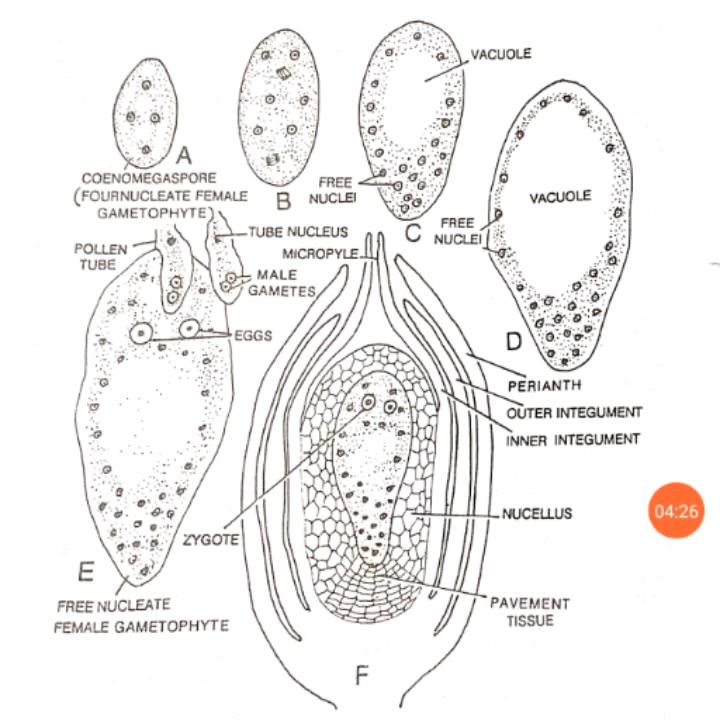 A
COENOMEGASPORE
(FOURNUCLEATE FEMALE
GAMETOPHYTE)
B
VACUOLE
FREE
NUCLEI
C
VACUOLE
FREE
NUCLEI
D
POLLEN
TUBE
TUBE NUCLEUS
MALE
GAMETES
EGGS
E
FREE NUCLEATE
FEMALE GAMETOPHYTE
MICROPYLE
PERIANTH
OUTER INTEGUMENT
INNER INTEGUMENT
ZYGOTE
NUCELLUS
PAVEMENT
TISSUE
F
04:26